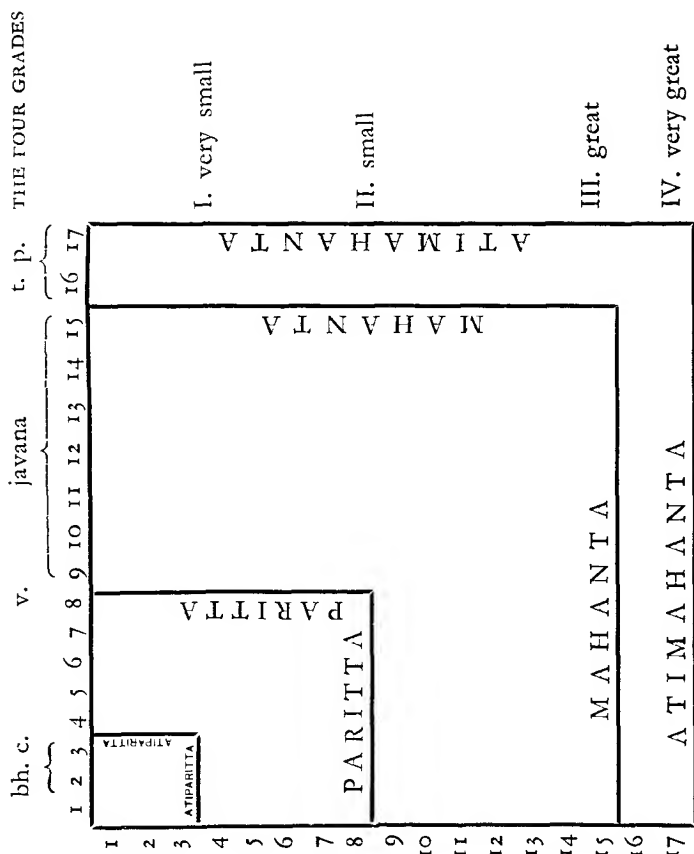 THE FOUR GRADES
bh. c. v. javana t. p.
1 2 3 4 5 6 7 8 9 10 11 12 13 14 15 16 17
1
2
3
4
5
6
7
8
9
10
11
12
13
14
15
16
17
ATIPARITTA
ATIPARITTA
PARITTA
PARITTA
MAHANTA
MAHANTA
ATIMAHANTA
ATIMAHANTA
I. very small
II. small
III. great
IV. very great